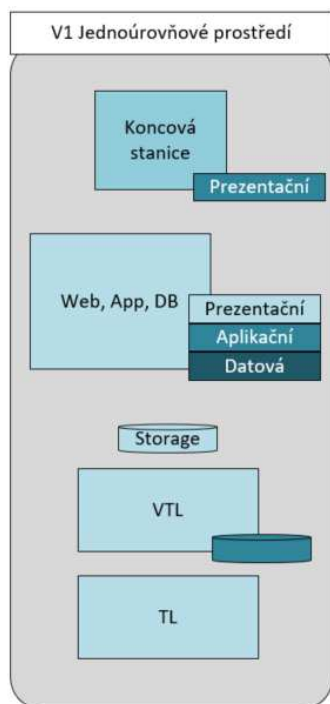 V1 Jednoúrovňové prostředí
Koncová
stanice
Prezentační
Web, App, DB
Prezentační
Aplikační
Datová
Storage
VTL
TL